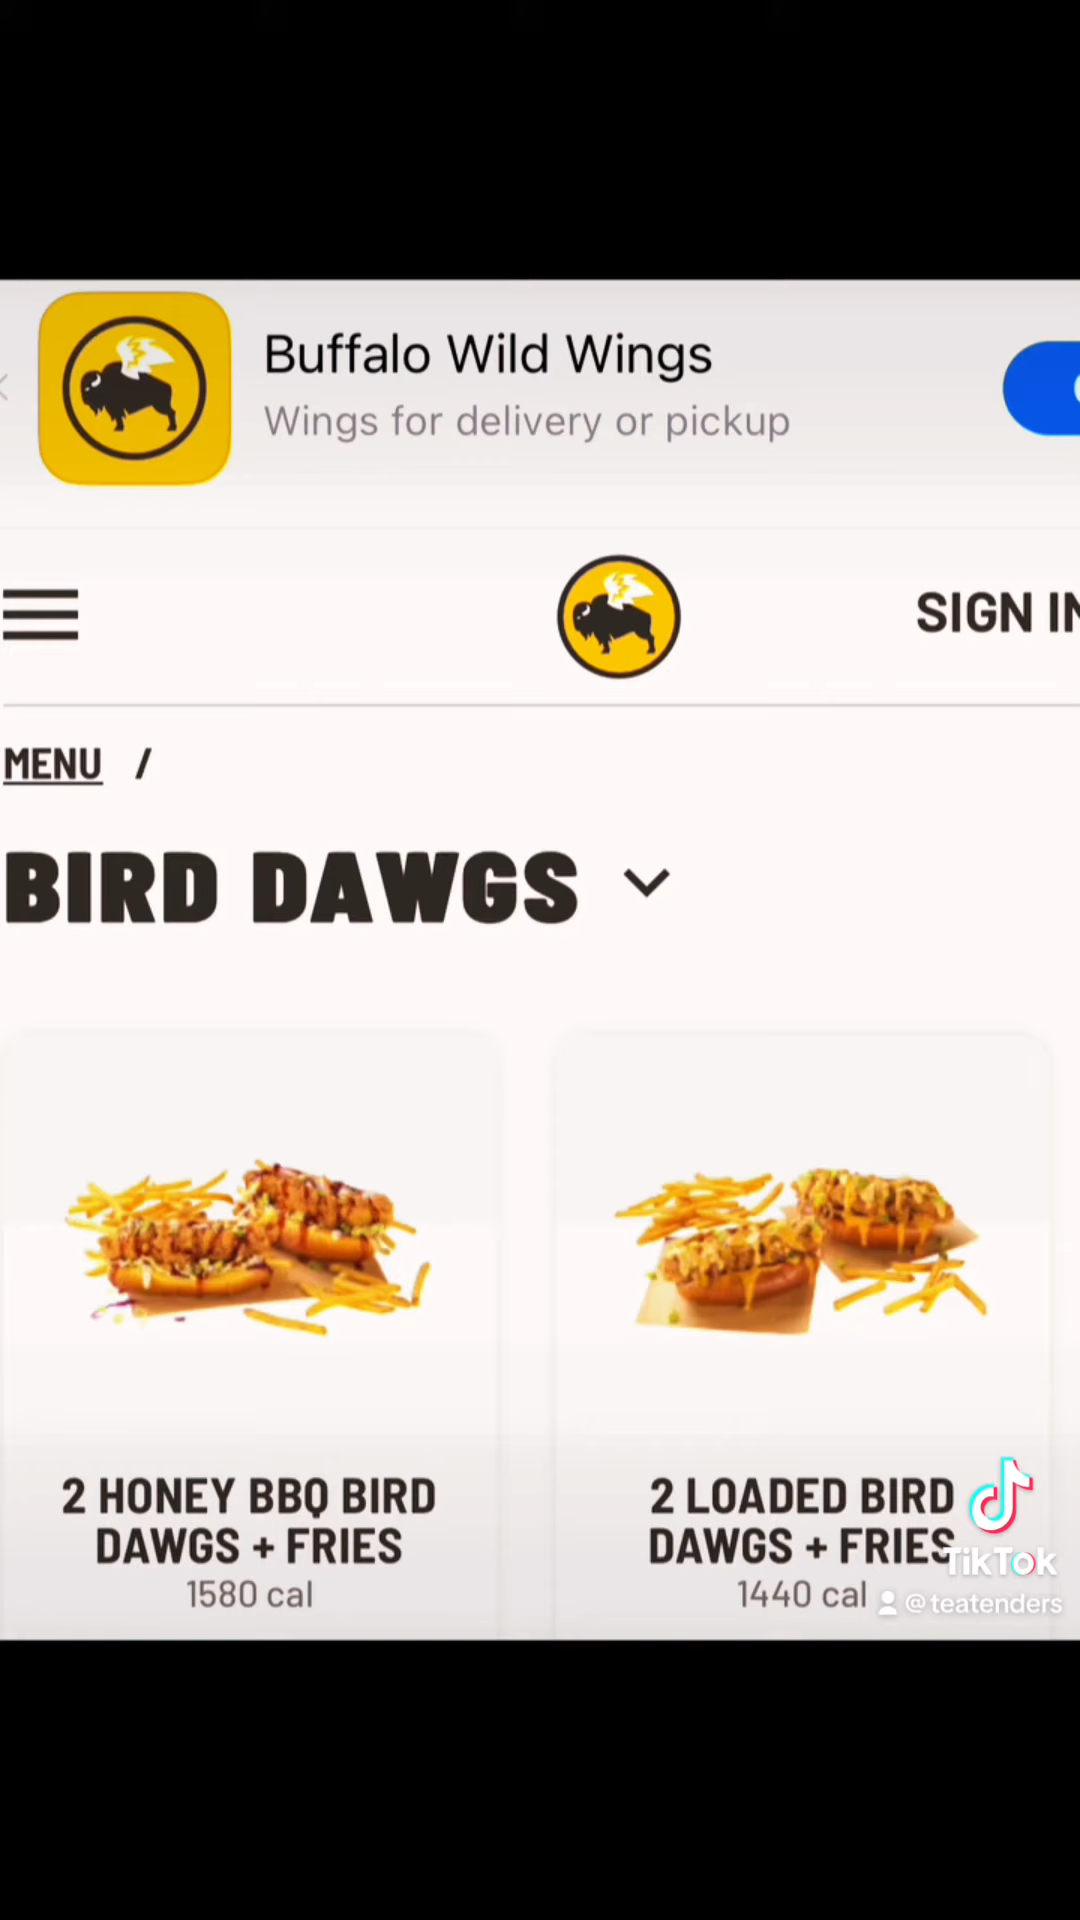 Buffalo Wild Wings
Wings for delivery or pickup
SIGN IN
MENU /
BIRD DAWGS
2 HONEY BBQ BIRD
DAWGS + FRIES
1580 cal
2 LOADED BIRD
DAWGS + FRIES
1440 cal
TikTok
@teatenders